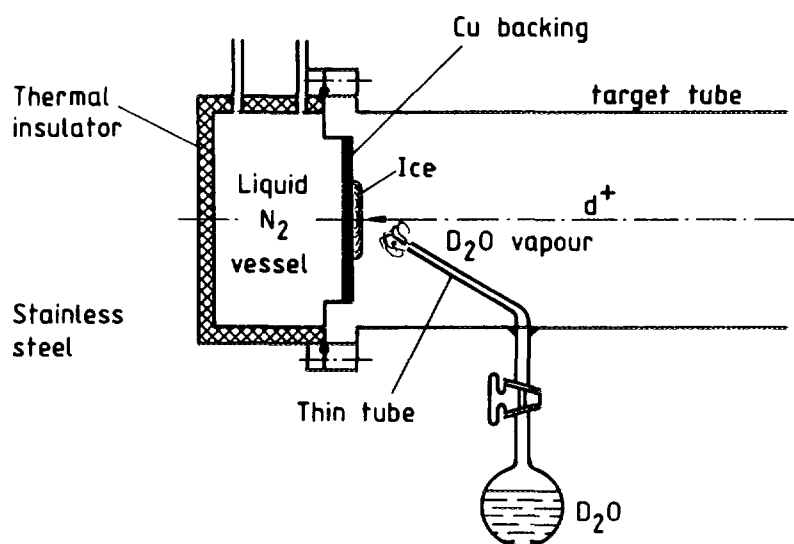 Cu backing
Thermal
insulator
target tube
Ice
Liquid
N₂
vessel
d⁺
D₂O vapour
Stainless
steel
Thin tube
D₂O